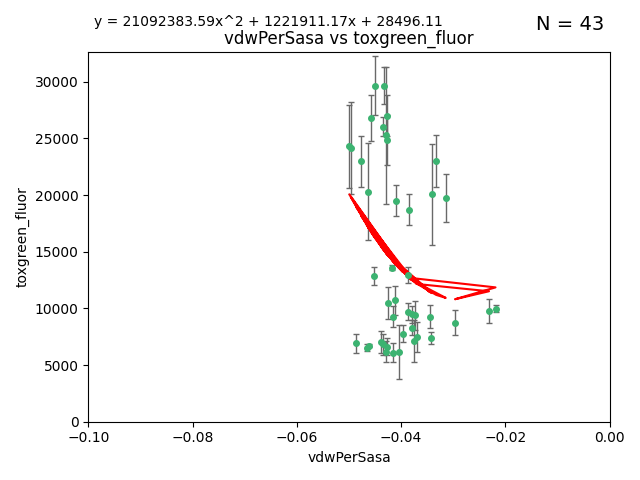 y = 21092383.59x^2 + 1221911.17x + 28496.11
N = 43
vdwPerSasa vs toxgreen_fluor
30000
25000
20000
15000
10000
5000
0
toxgreen_fluor
−0.10 −0.08 −0.06 −0.04 −0.02 0.00
vdwPerSasa